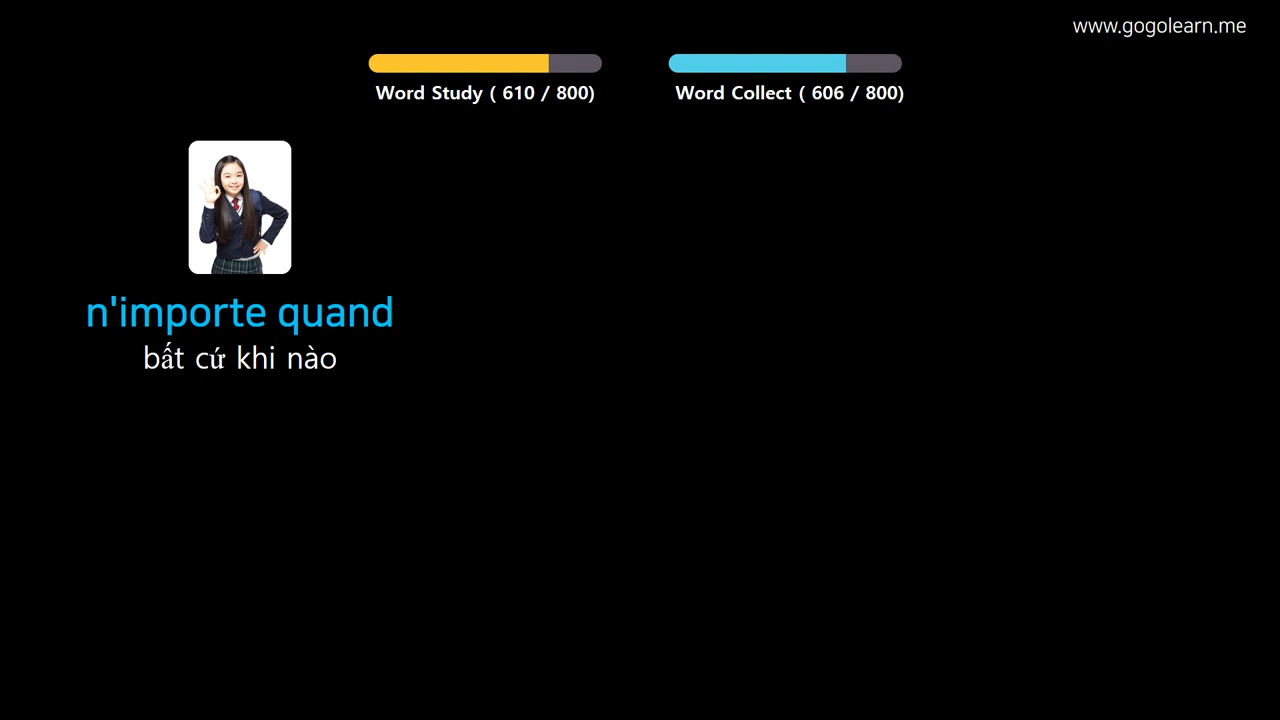 www.gogolearn.me
Word Study ( 610 / 800)
Word Collect ( 606 / 800)
n'importe quand
bất cứ khi nào